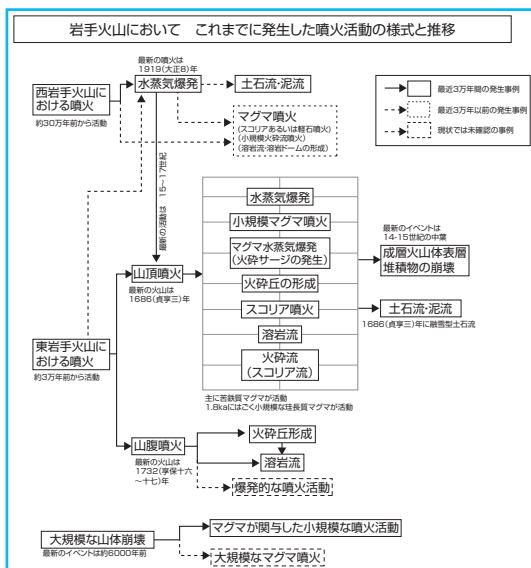 岩手火山において　これまでに発生した噴火活動の様式と推移
最新の噴火は
1919(大正8)年
西岩手火山に
おける噴火
約30万年前から活動
水蒸気爆発
土石流・泥流
マグマ噴火
(スコリアあるいは軽石噴火)
(小規模火砕流噴火)
(溶岩流・溶岩ドームの形成)
最近3万年間の発生事例
最近3万年以前の発生事例
現状では未確認の事例
最新の活動は　15〜17世紀
水蒸気爆発
小規模マグマ噴火
マグマ水蒸気爆発
(火砕サージの発生)
火砕丘の形成
スコリア噴火
溶岩流
火砕流
(スコリア流)
主に苦鉄質マグマが活動
1.8kaにはごく小規模な珪長質マグマが活動
山頂噴火
最新の火山は
1686(貞享三)年
最新のイベントは
14-15世紀の中葉
成層火山体表層
堆積物の崩壊
土石流・泥流
1686(貞享三)年に融雪型土石流
東岩手火山に
おける噴火
約3万年前から活動
山腹噴火
最新の火山は
1732(享保十六
〜十七)年
火砕丘形成
溶岩流
爆発的な噴火活動
大規模な山体崩壊
最新のイベントは約6000年前
マグマが関与した小規模な噴火活動
大規模なマグマ噴火